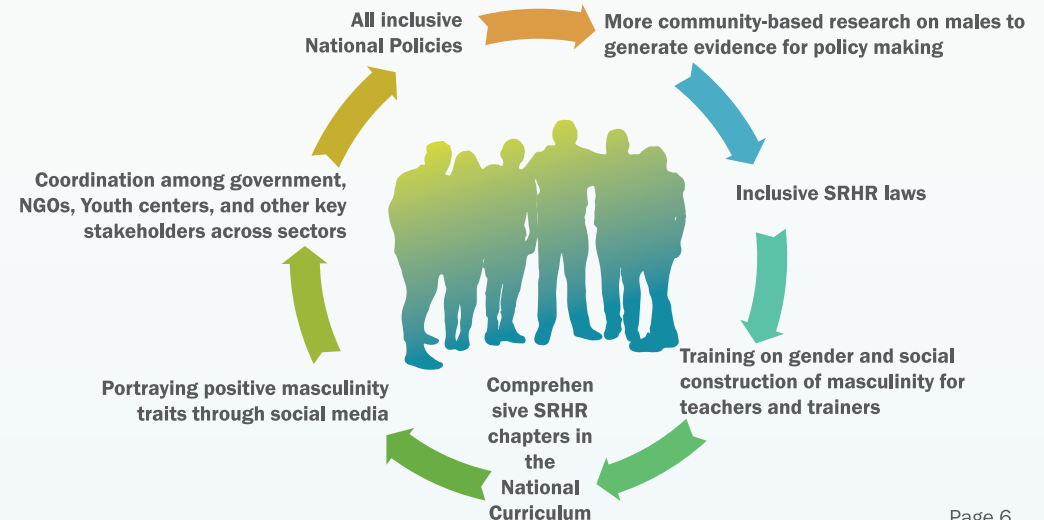 All inclusive
National Policies
More community-based research on males to
generate evidence for policy making
Inclusive SRHR laws
Training on gender and social
construction of masculinity for
teachers and trainers
Comprehen
sive SRHR
chapters in
the
National
Curriculum
Portraying positive masculinity
traits through social media
Coordination among government,
NGOs, Youth centers, and other key
stakeholders across sectors
Page 6